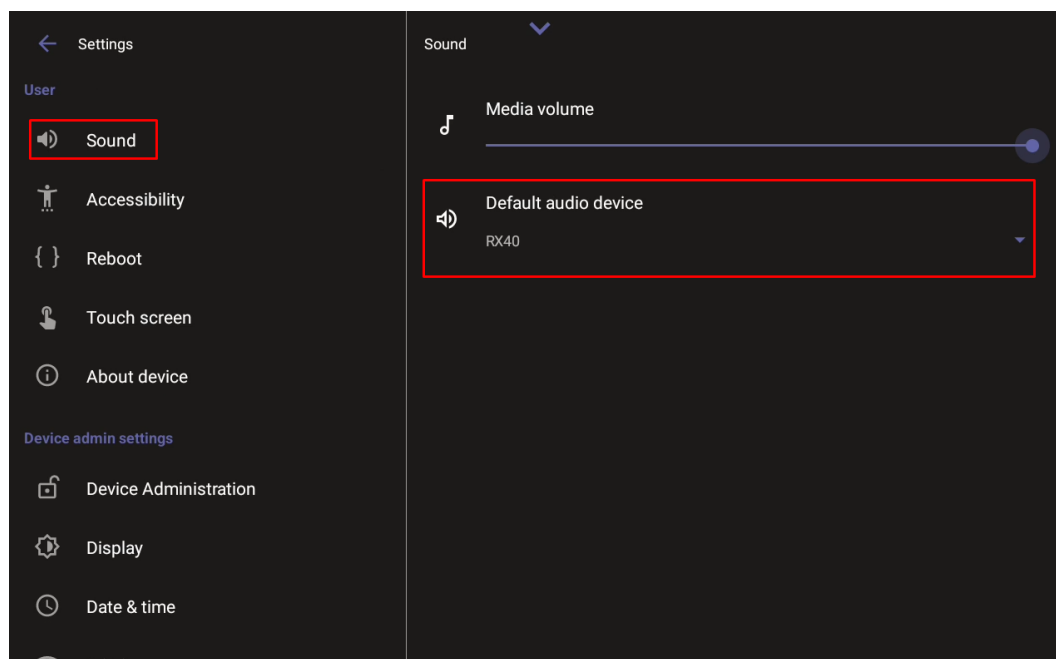 Settings
User
Sound
Accessibility
Reboot
Touch screen
About device
Device admin settings
Device Administration
Display
Date & time
Sound
Media volume
Default audio device
RX40